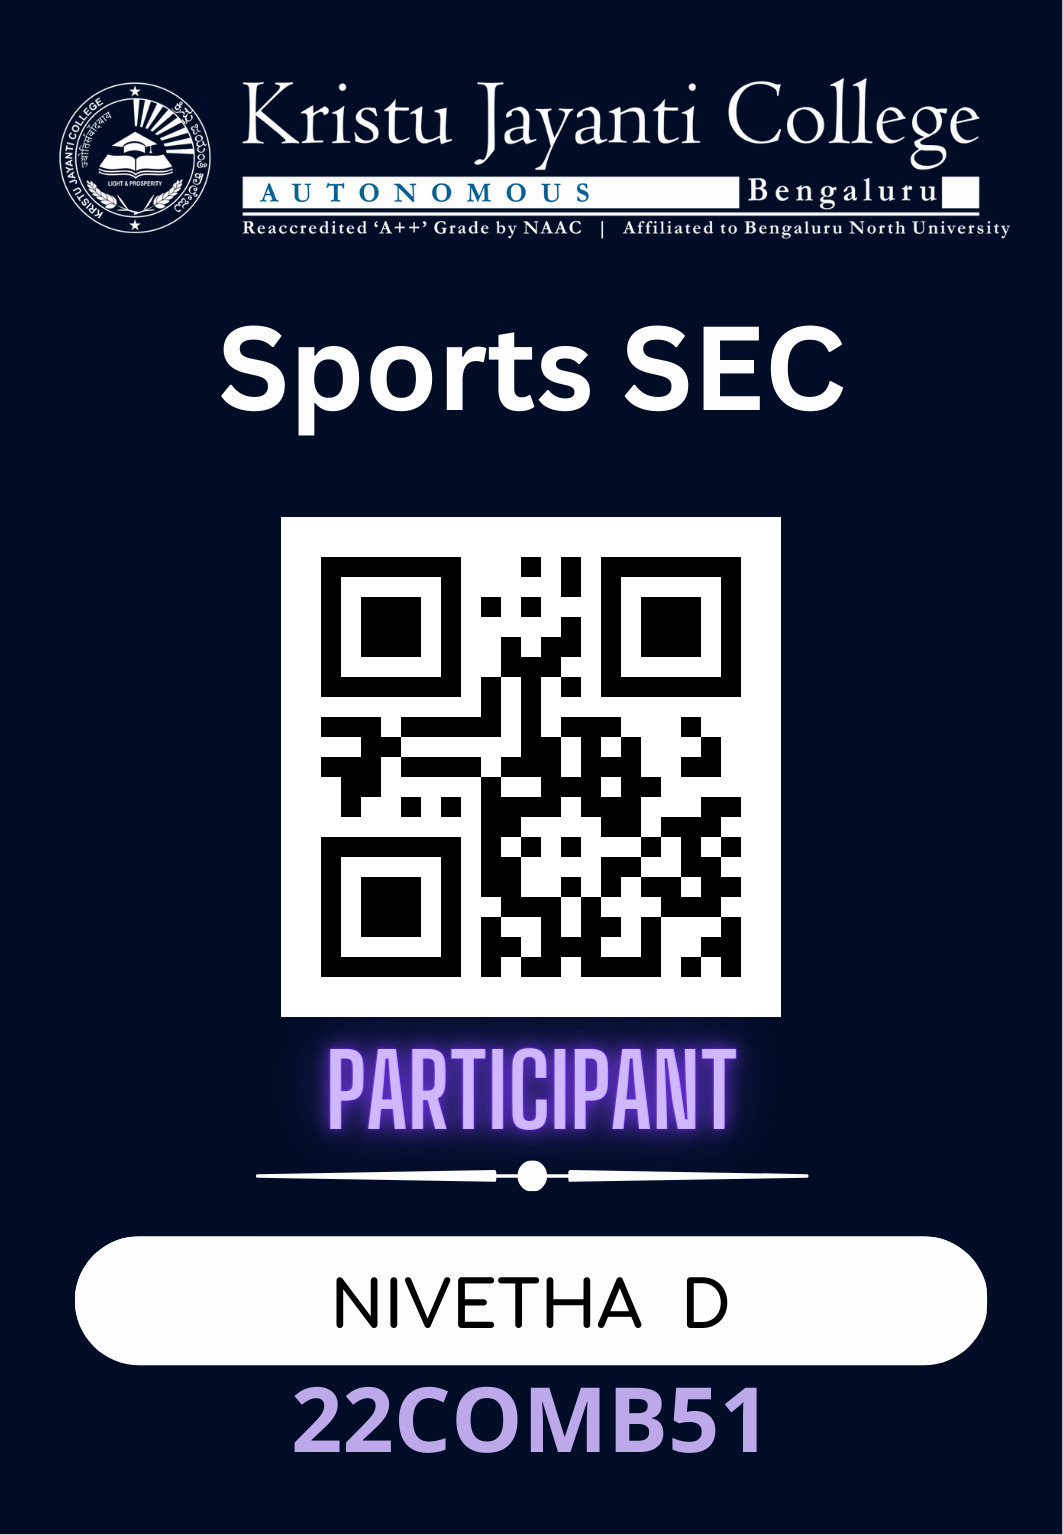 KRISTU JAYANTI COLLEGE
ज्योतिसंवादयाय
LIGHT & PROSPERITY
Kristu Jayanti College
AUTONOMOUS Bengaluru
Reaccredited ‘A++’ Grade by NAAC | Affiliated to Bengaluru North University
Sports SEC
PARTICIPANT
NIVETHA D
22COMB51